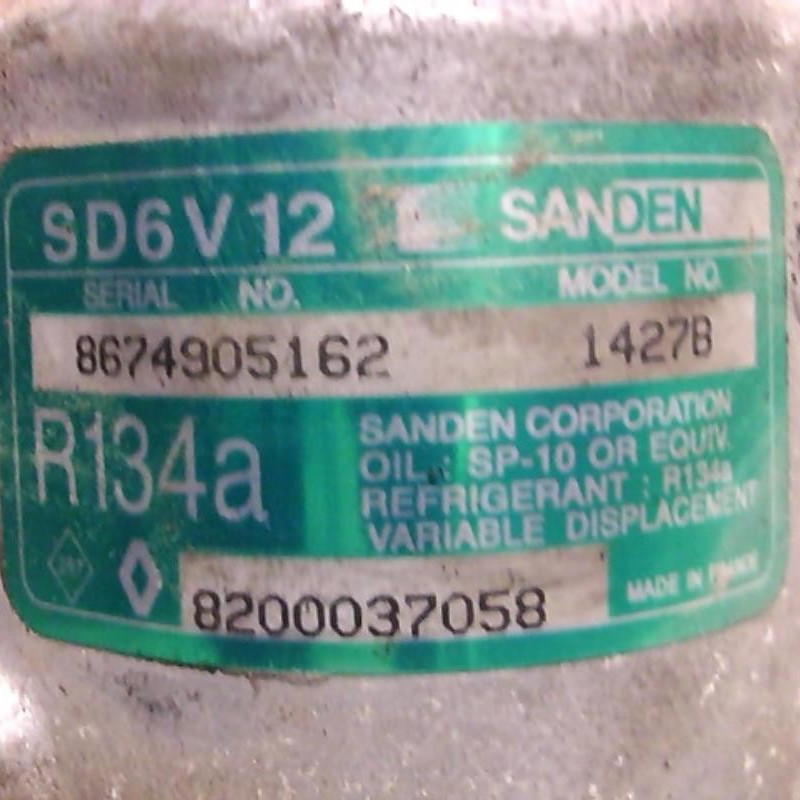 SD6V12 SANDEN
SERIAL NO. MODEL NO.
8674905162 1427B
R134a
SANDEN CORPORATION
OIL : SP-10 OR EQUIV.
REFRIGERANT : R134a
VARIABLE DISPLACEMENT
8200037058
MADE IN FRANCE